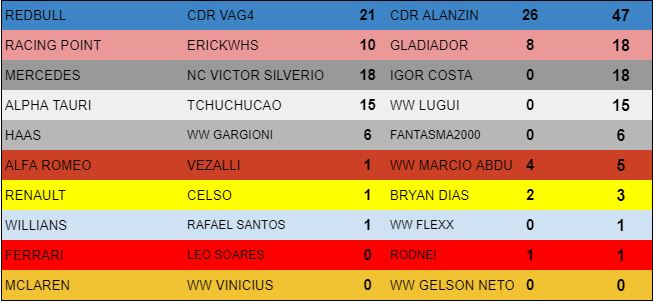 REDBULL CDR VAG4 21 CDR ALANZIN 26 47
RACING POINT ERICKWHS 10 GLADIADOR 8 18
MERCEDES NC VICTOR SILVERIO 18 IGOR COSTA 0 18
ALPHA TAURI TCHUCHUCAO 15 WW LUGUI 0 15
HAAS WW GARGIONI 6 FANTASMA2000 0 6
ALFA ROMEO VEZALLI 1 WW MARCIO ABDU 4 5
RENAULT CELSO 1 BRYAN DIAS 2 3
WILLIANS RAFAEL SANTOS 1 WW FLEXX 0 1
FERRARI LEO SOARES 0 RODNEI 1 1
MCLAREN WW VINICIUS 0 WW GELSON NETO 0 0